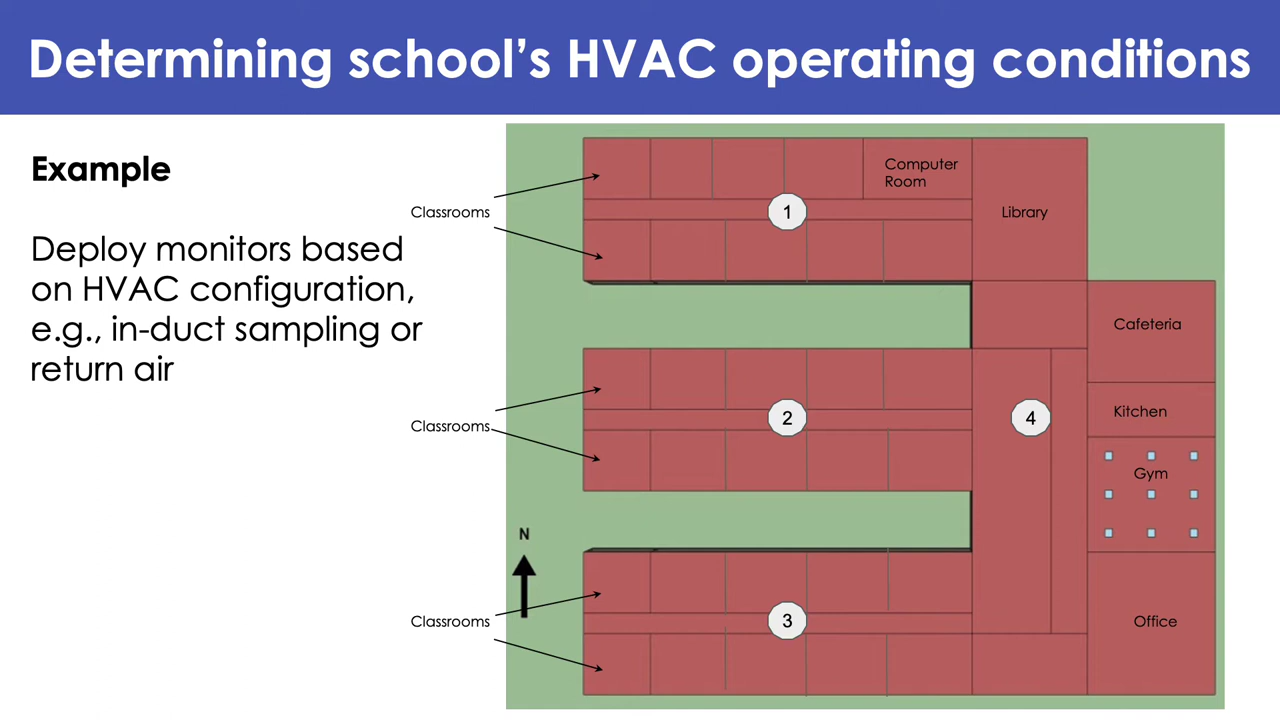 Determining school’s HVAC operating conditions
Example
Deploy monitors based
on HVAC configuration,
e.g., in-duct sampling or
return air
Classrooms
Computer
Room
1
Library
Cafeteria
Classrooms
2
4
Kitchen
Gym
N
Classrooms
3
Office